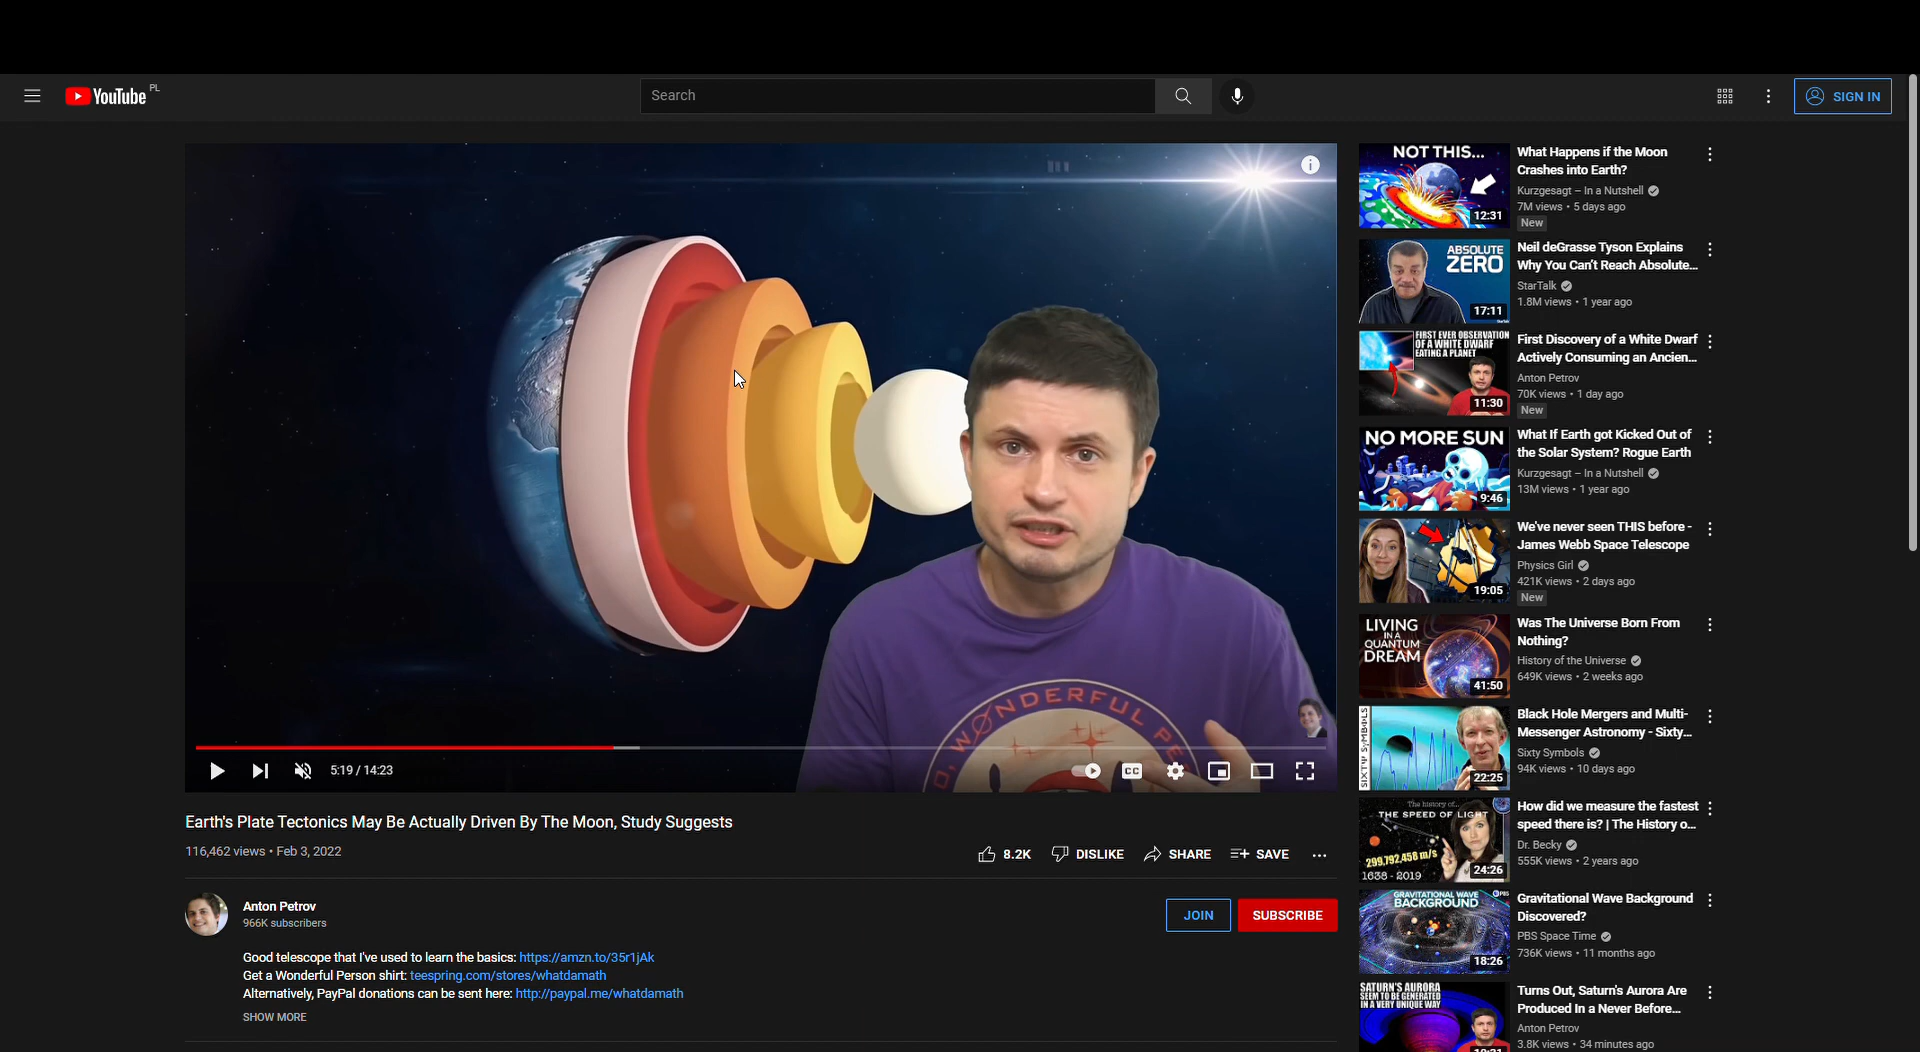 YouTube PL
Search
SIGN IN
WONDERFUL PE
5:19 / 14:23
CC
Earth's Plate Tectonics May Be Actually Driven By The Moon, Study Suggests
116,462 views • Feb 3, 2022
8.2K
DISLIKE
SHARE
SAVE
Anton Petrov
966K subscribers
JOIN
SUBSCRIBE
Good telescope that I've used to learn the basics: https://amzn.to/35r1jAk
Get a Wonderful Person shirt: teespring.com/stores/whatdamath
Alternatively, PayPal donations can be sent here: http://paypal.me/whatdamath
SHOW MORE
NOT THIS...
12:31
What Happens if the Moon
Crashes into Earth?
Kurzgesagt – In a Nutshell
7M views • 5 days ago
New
ABSOLUTE
ZERO
17:11
Neil deGrasse Tyson Explains
Why You Can't Reach Absolute...
StarTalk
1.8M views • 1 year ago
FIRST EVER OBSERVATION
OF A WHITE DWARF
EATING A PLANET
11:30
First Discovery of a White Dwarf
Actively Consuming an Ancien...
Anton Petrov
70K views • 1 day ago
New
NO MORE SUN
9:46
What If Earth got Kicked Out of
the Solar System? Rogue Earth
Kurzgesagt – In a Nutshell
13M views • 1 year ago
19:05
We've never seen THIS before -
James Webb Space Telescope
Physics Girl
421K views • 2 days ago
New
LIVING
IN A
QUANTUM
DREAM
41:50
Was The Universe Born From
Nothing?
History of the Universe
649K views • 2 weeks ago
SIXTY SYMBOLS
22:25
Black Hole Mergers and Multi-
Messenger Astronomy - Sixty...
Sixty Symbols
94K views • 10 days ago
The history of...
THE SPEED OF LIGHT
299,792,458 m/s
1638 - 2019
24:26
How did we measure the fastest
speed there is? | The History o...
Dr. Becky
555K views • 2 years ago
GRAVITATIONAL WAVE
BACKGROUND
PBS
18:26
Gravitational Wave Background
Discovered?
PBS Space Time
736K views • 11 months ago
SATURN'S AURORA
SEEM TO BE GENERATED
IN A VERY UNIQUE WAY
Turns Out, Saturn's Aurora Are
Produced In a Never Before...
Anton Petrov
3.8K views • 34 minutes ago